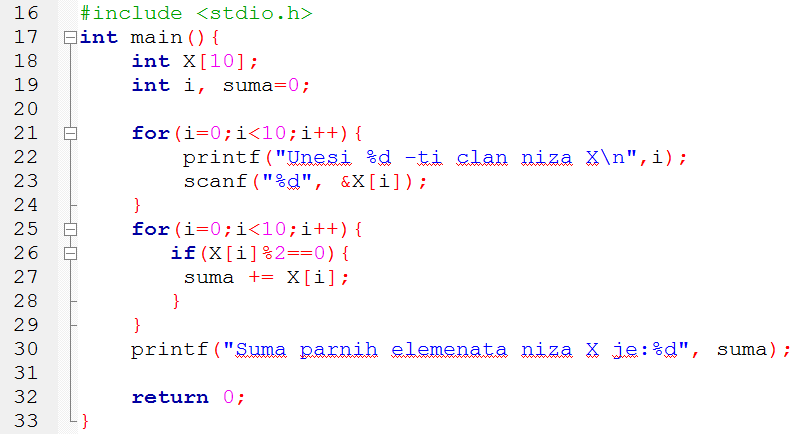 16 #include <stdio.h>
17 int main(){
18 int X[10];
19 int i, suma=0;
20
21 for(i=0;i<10;i++){
22 printf("Unesi %d -ti clan niza X\n",i);
23 scanf("%d", &X[i]);
24 }
25 for(i=0;i<10;i++){
26 if(X[i]%2==0){
27 suma += X[i];
28 }
29 }
30 printf("Suma parnih elemenata niza X je:%d", suma);
31
32 return 0;
33 }